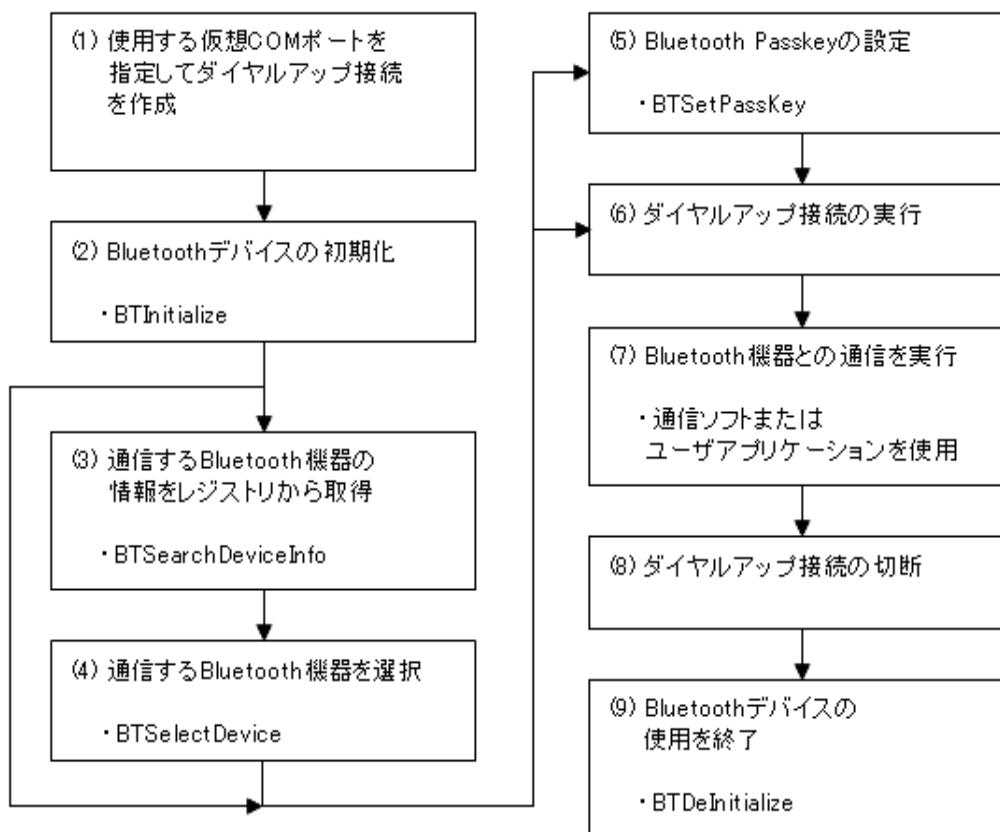 (1) 使用する仮想COMポートを
指定してダイヤルアップ接続
を作成
(2) Bluetoothデバイスの初期化
・BTInitialize
(3) 通信するBluetooth機器の
情報をレジストリから取得
・BTSearchDeviceInfo
(4) 通信するBluetooth機器を選択
・BTSelectDevice
(5) Bluetooth Passkeyの設定
・BTSetPassKey
(6) ダイヤルアップ接続の実行
(7) Bluetooth機器との通信を実行
・通信ソフトまたは
ユーザアプリケーションを使用
(8) ダイヤルアップ接続の切断
(9) Bluetoothデバイスの
使用を終了
・BTDeInitialize